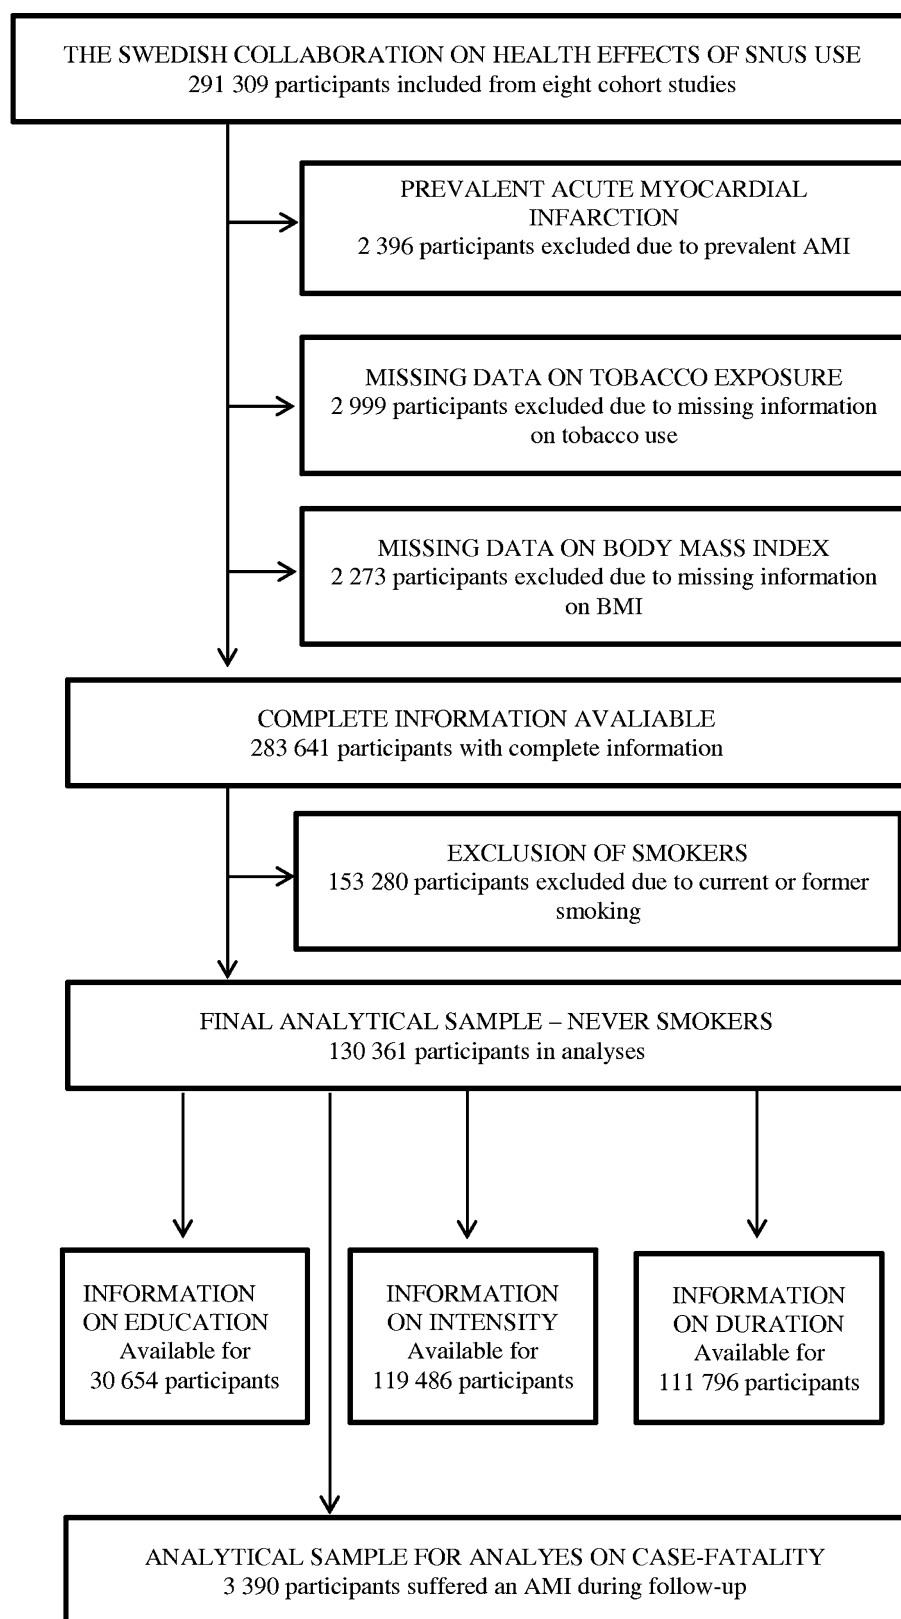 THE SWEDISH COLLABORATION ON HEALTH EFFECTS OF SNUS USE
291 309 participants included from eight cohort studies
PREVALENT ACUTE MYOCARDIAL
INFARCTION
2 396 participants excluded due to prevalent AMI
MISSING DATA ON TOBACCO EXPOSURE
2 999 participants excluded due to missing information
on tobacco use
MISSING DATA ON BODY MASS INDEX
2 273 participants excluded due to missing information
on BMI
COMPLETE INFORMATION AVALIABLE
283 641 participants with complete information
EXCLUSION OF SMOKERS
153 280 participants excluded due to current or former
smoking
FINAL ANALYTICAL SAMPLE – NEVER SMOKERS
130 361 participants in analyses
INFORMATION
ON EDUCATION
Available for
30 654 participants
INFORMATION
ON INTENSITY
Available for
119 486 participants
INFORMATION
ON DURATION
Available for
111 796 participants
ANALYTICAL SAMPLE FOR ANALYES ON CASE-FATALITY
3 390 participants suffered an AMI during follow-up